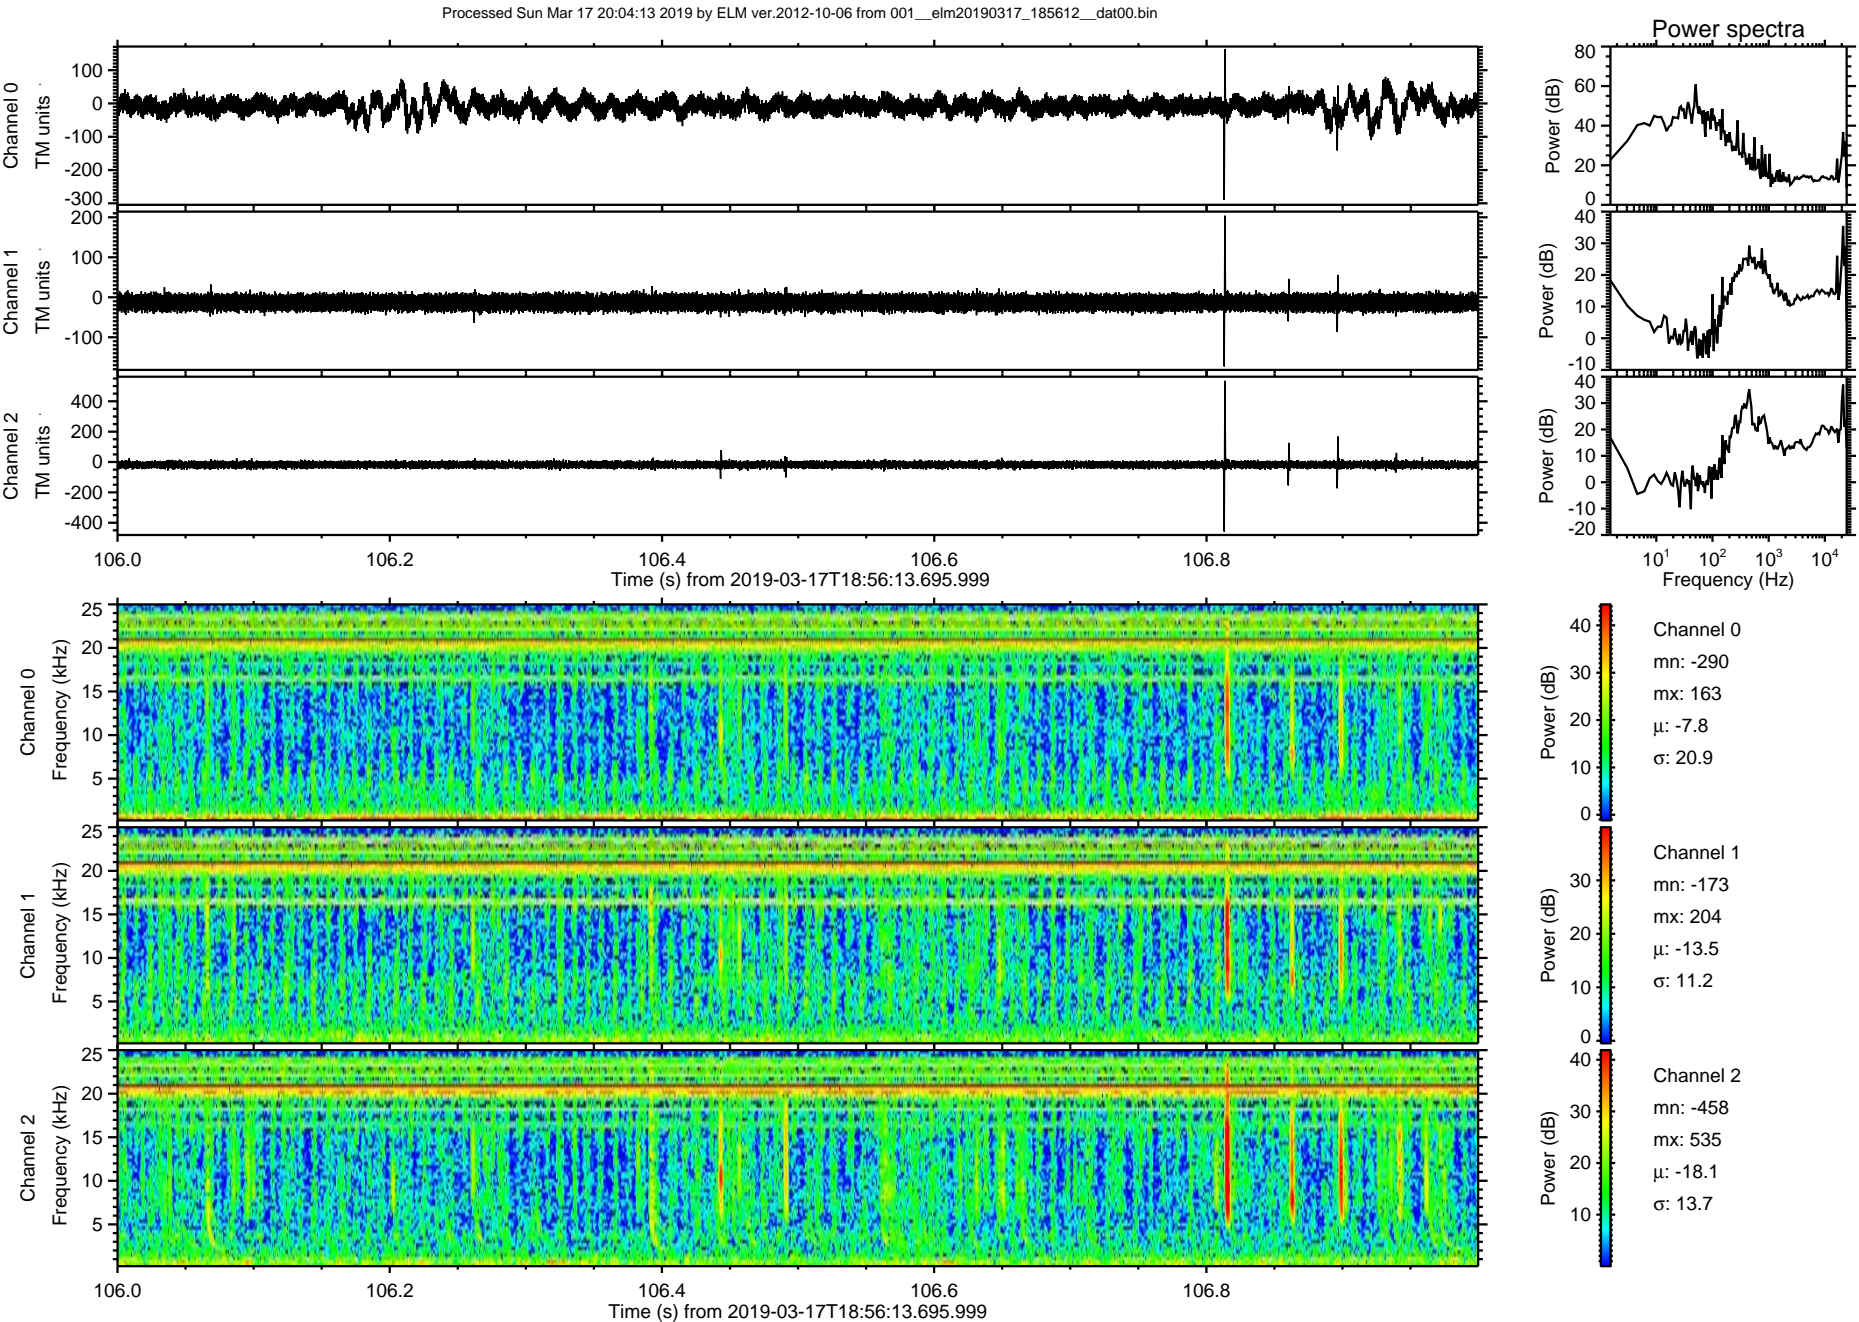 Processed Sun Mar 17 20:04:13 2019 by ELM ver.2012-10-06 from 001__elm20190317_185612__dat00.bin
Power spectra
Channel 0
TM units
100
0
-100
-200
-300
Power (dB)
80
60
40
20
0
Channel 1
TM units
200
100
0
-100
Power (dB)
40
30
20
10
0
-10
Channel 2
TM units
400
200
0
-200
-400
Power (dB)
40
30
20
10
0
-10
-20
106.0 106.2 106.4 106.6 106.8
Time (s) from 2019-03-17T18:56:13.695.999
10¹ 10² 10³ 10⁴
Frequency (Hz)
Channel 0
Frequency (kHz)
25
20
15
10
5
Power (dB)
40
30
20
10
0
Channel 0
mn: -290
mx: 163
µ: -7.8
σ: 20.9
Channel 1
Frequency (kHz)
25
20
15
10
5
Power (dB)
30
20
10
0
Channel 1
mn: -173
mx: 204
µ: -13.5
σ: 11.2
Channel 2
Frequency (kHz)
25
20
15
10
5
Power (dB)
40
30
20
10
Channel 2
mn: -458
mx: 535
µ: -18.1
σ: 13.7
106.0 106.2 106.4 106.6 106.8
Time (s) from 2019-03-17T18:56:13.695.999